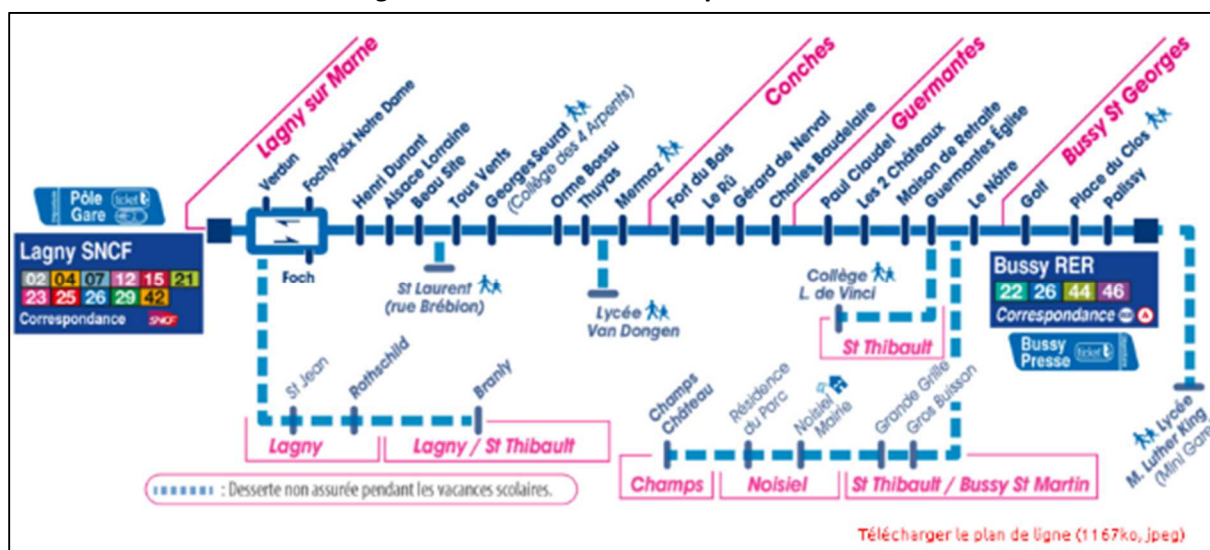 Lagny sur Marne
Conches
Guermantes
Bussy St Georges
Pôle
Gare
ticket t
Lagny SNCF
02 04 07 12 15 21
23 25 26 29 42
Correspondance SNCF
Verdun
Foch/Paix Notre Dame
Foch
Henri Dunant
Alsace Lorraine
Beau Site
Tous Vents
Georges Seurat
(Collège des 4 Arpents)
Orme Bossu
Thuyas
Mermoz
Fort du Bois
Le Rû
Gérard de Nerval
Charles Baudelaire
Paul Claudel
Les 2 Châteaux
Maison de Retraite
Guermantes Église
Le Nôtre
Golf
Place du Clos
Palissy
Bussy RER
22 26 44 46
Correspondance RER A
Bussy
Presse
ticket t
St Laurent
(rue Brébion)
Lycée
Van Dongen
Collège
L. de Vinci
St Thibault
St Jean
Rothschild
Branly
Lagny
Lagny / St Thibault
Champs
Château
Résidence
du Parc
Noisiel
Mairie
Grande Grille
Gros Buisson
Champs
Noisiel
St Thibault / Bussy St Martin
Lycée
M. Luther King
(Mini Gare
: Desserte non assurée pendant les vacances scolaires.
Télécharger le plan de ligne (1167ko, jpeg)